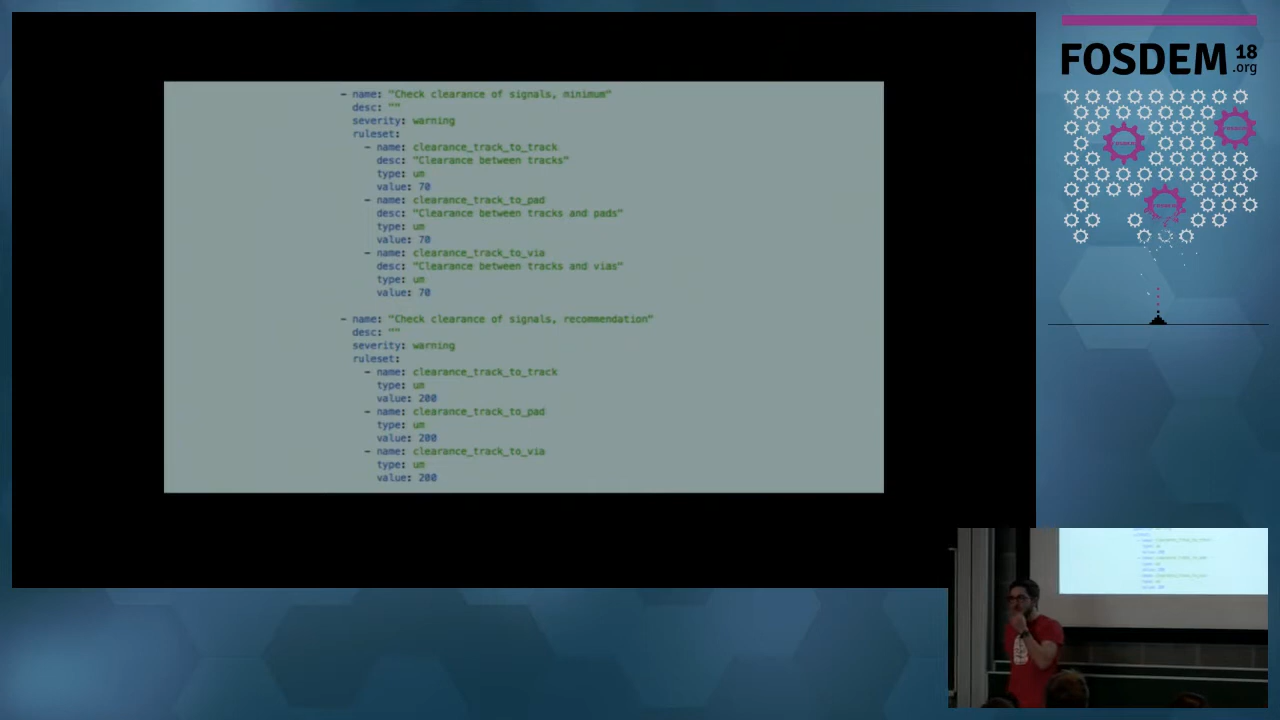 - name: "Check clearance of signals, minimum"
desc: ""
severity: warning
ruleset:
- name: clearance_track_to_track
desc: "Clearance between tracks"
type: um
value: 70
- name: clearance_track_to_pad
desc: "Clearance between tracks and pads"
type: um
value: 70
- name: clearance_track_to_via
desc: "Clearance between tracks and vias"
type: um
value: 70
- name: "Check clearance of signals, recommendation"
desc: ""
severity: warning
ruleset:
- name: clearance_track_to_track
type: um
value: 200
- name: clearance_track_to_pad
type: um
value: 200
- name: clearance_track_to_via
type: um
value: 200
FOSDEM 18
.org